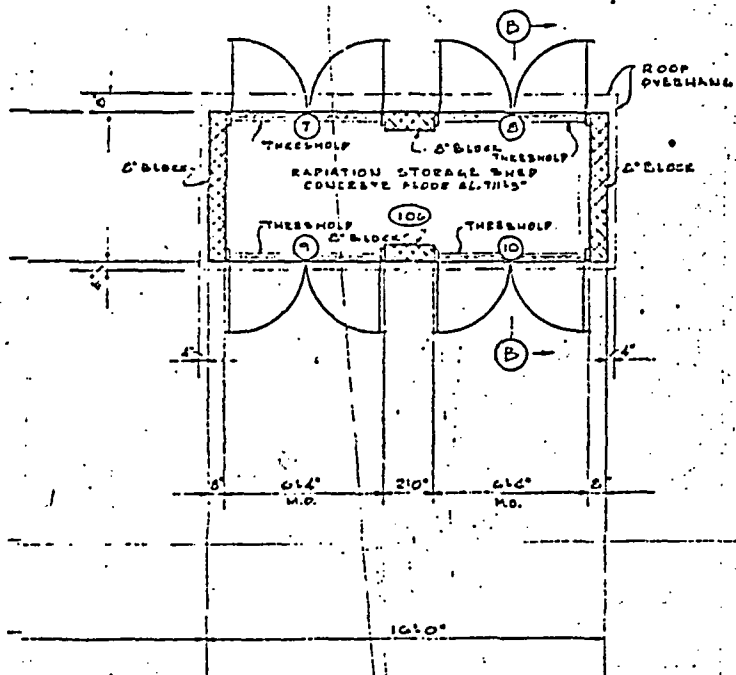 B
ROOF
OVERHANG
7
8
THRESHOLD
8" BLOCK
THRESHOLD
8" BLOCK
8" BLOCK
RADIATION STORAGE SHED
CONCRETE FLOOR EL.
106
THRESHOLD
8" BLOCK
THRESHOLD
9
10
4"
B
4"
8"
6'-4"
2'0"
6'-4"
8"
M.O.
M.O.
16'-0"